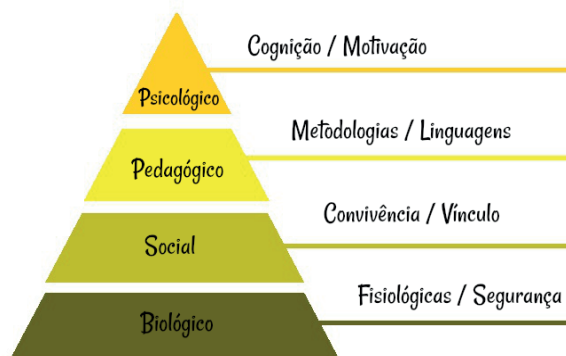 Cognição / Motivação
Psicológico
Metodologias / Linguagens
Pedagógico
Convivência / Vínculo
Social
Fisiológicas / Segurança
Biológico